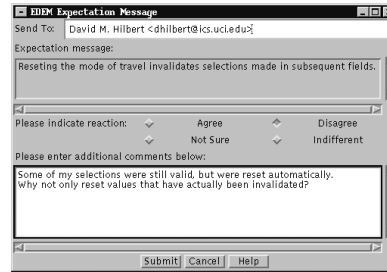 EDEM Expectation Message
Send To: David M. Hilbert <dhilbert@ics.uci.edu>
Expectation message:
Resetting the mode of travel invalidates selections made in subsequent fields.
Please indicate reaction: Agree Disagree
Not Sure Indifferent
Please enter additional comments below:
Some of my selections were still valid, but were reset automatically.
Why not only reset values that have actually been invalidated?
Submit Cancel Help